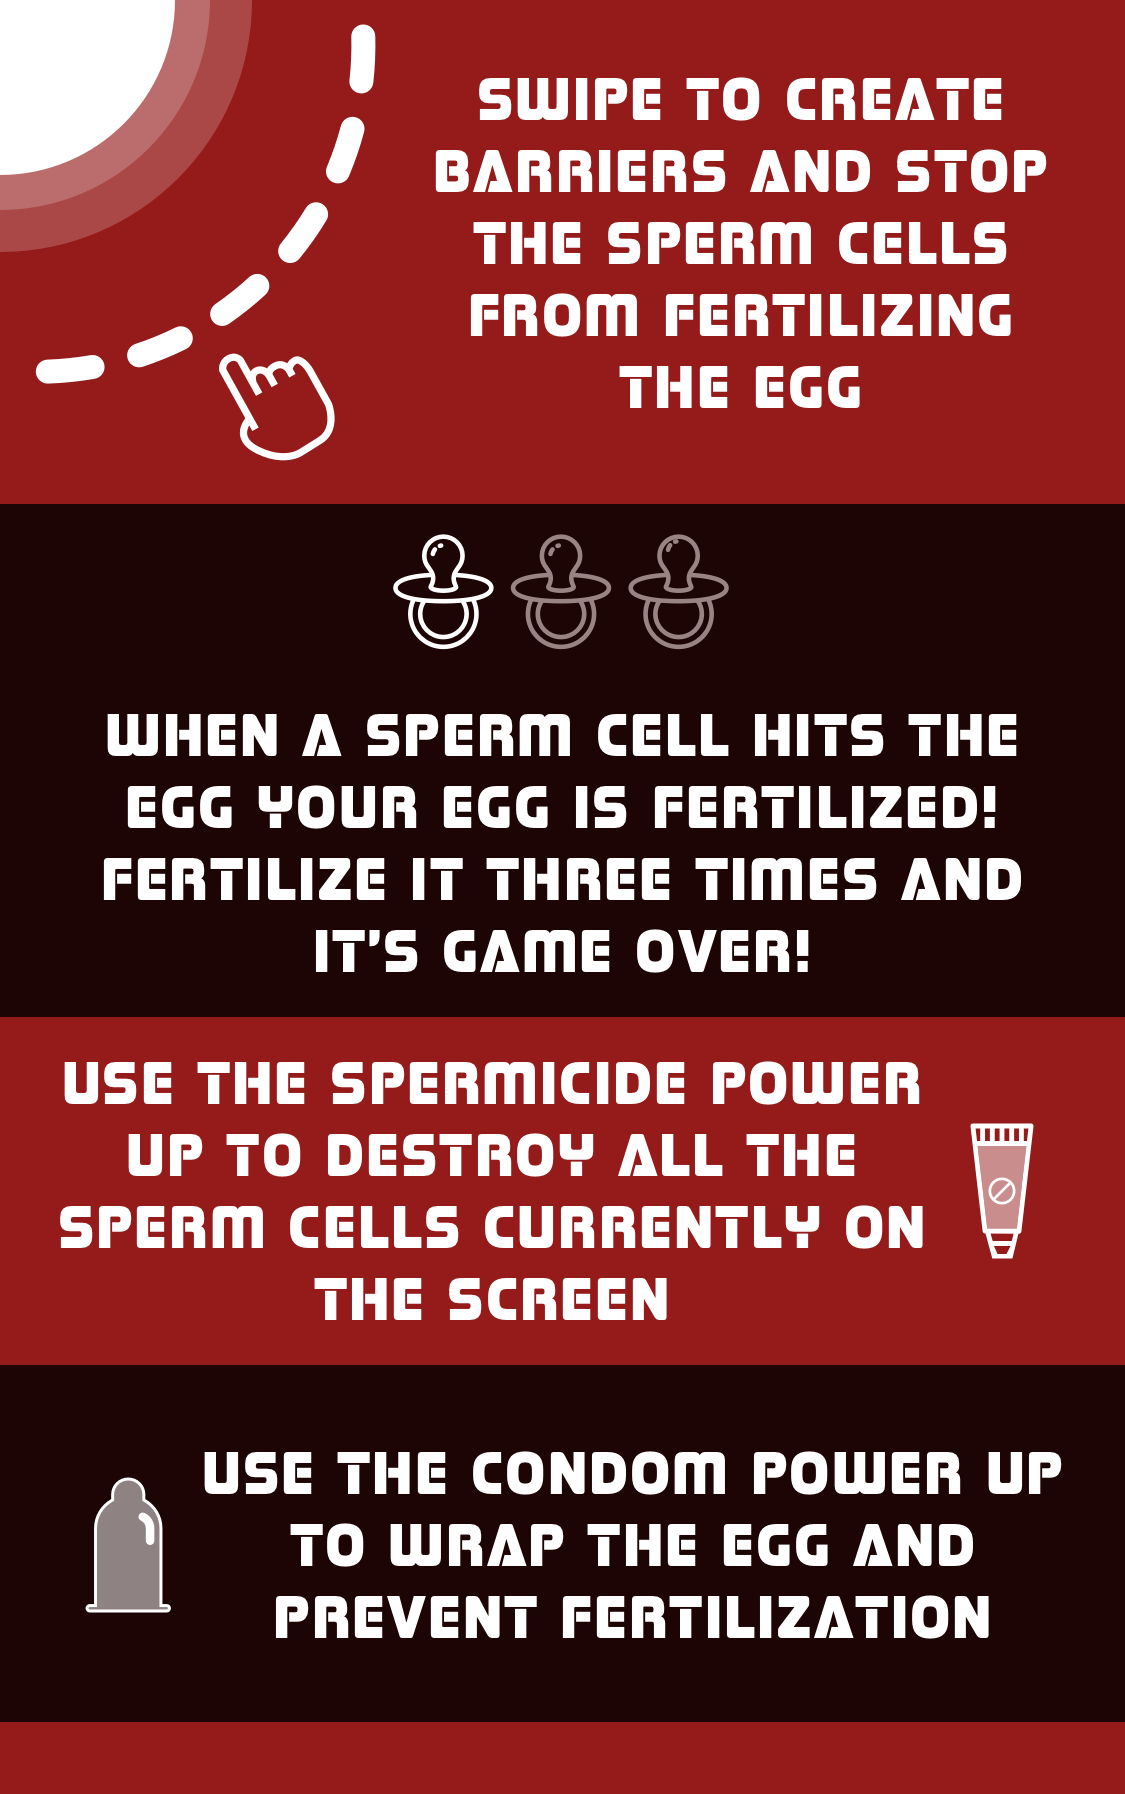 SWIPE TO CREATE
BARRIERS AND STOP
THE SPERM CELLS
FROM FERTILIZING
THE EGG
WHEN A SPERM CELL HITS THE
EGG YOUR EGG IS FERTILIZED!
FERTILIZE IT THREE TIMES AND
IT'S GAME OVER!
USE THE SPERMICIDE POWER
UP TO DESTROY ALL THE
SPERM CELLS CURRENTLY ON
THE SCREEN
USE THE CONDOM POWER UP
TO WRAP THE EGG AND
PREVENT FERTILIZATION